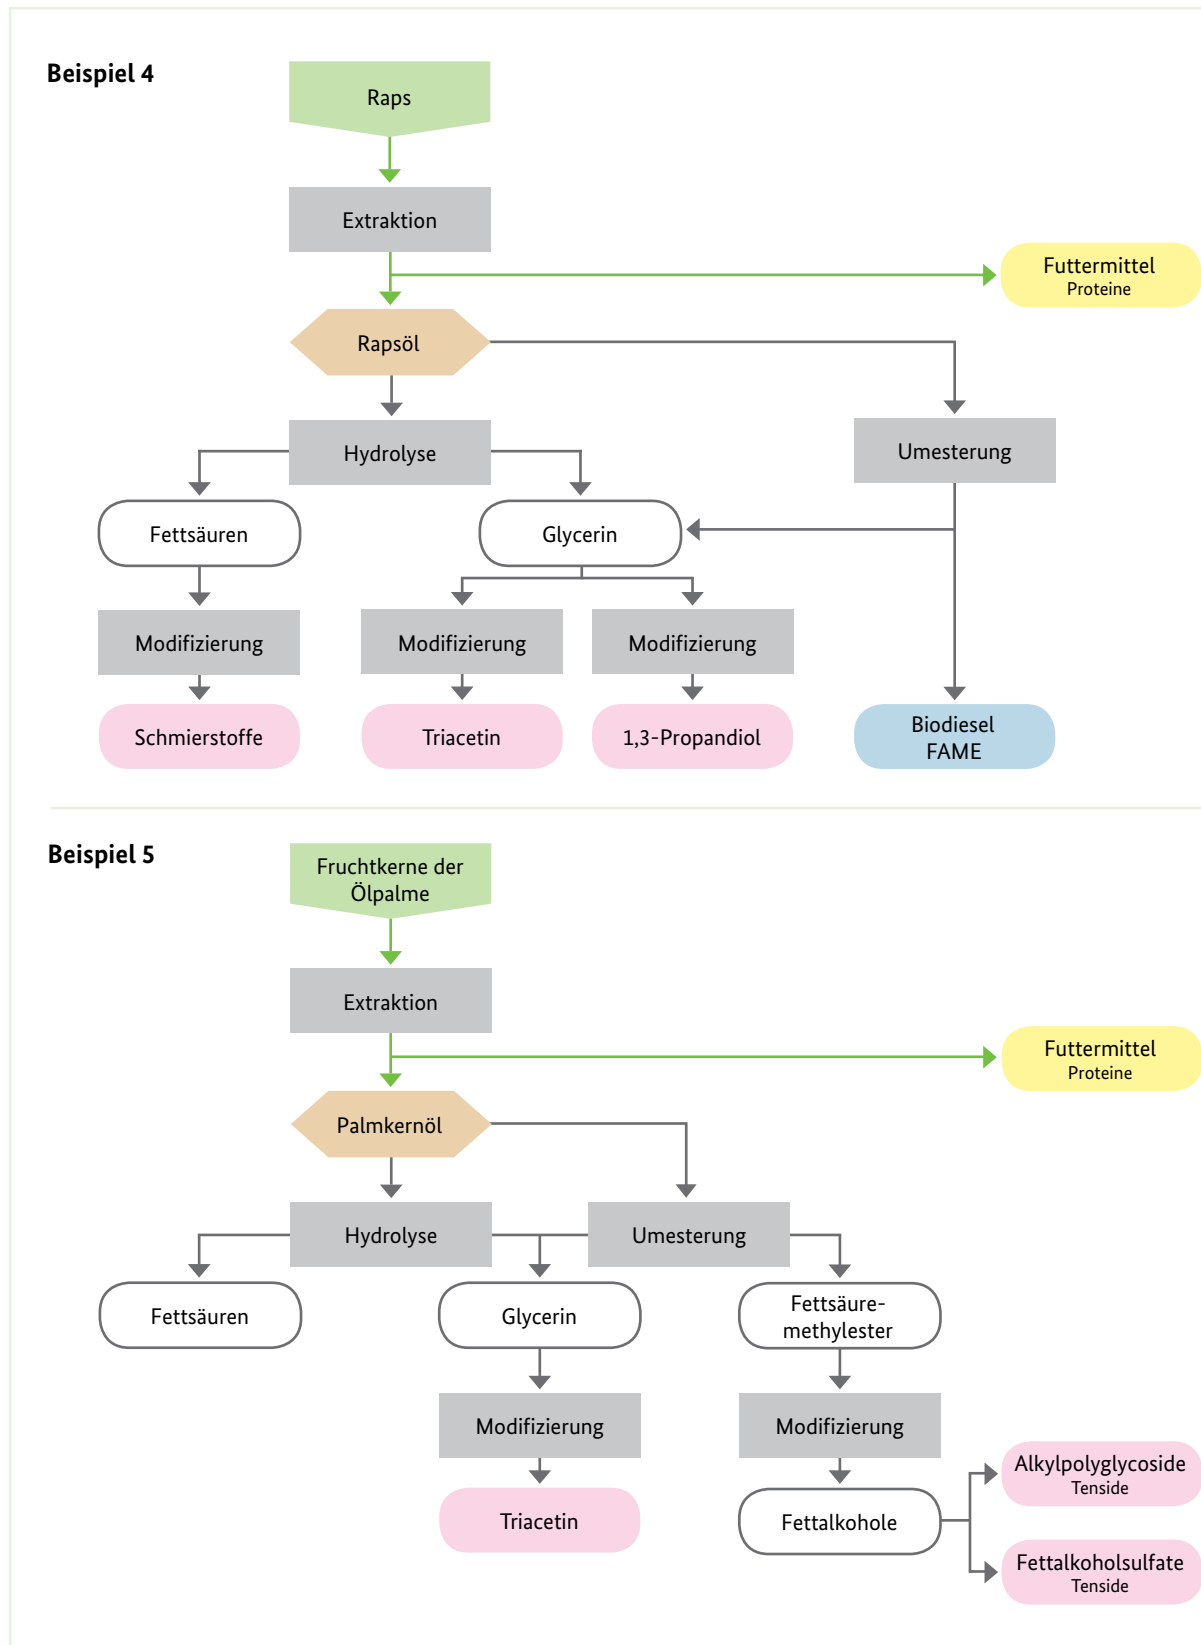 Beispiel 4
Raps
Extraktion
Futtermittel
Proteine
Rapsöl
Hydrolyse
Umesterung
Fettsäuren
Glycerin
Modifizierung
Modifizierung
Modifizierung
Schmierstoffe
Triacetin
1,3-Propandiol
Biodiesel
FAME
Beispiel 5
Fruchtkerne der
Ölpalme
Extraktion
Futtermittel
Proteine
Palmkernöl
Hydrolyse
Umesterung
Fettsäuren
Glycerin
Fettsäure-
methylester
Modifizierung
Modifizierung
Alkylpolyglycoside
Tenside
Triacetin
Fettalkohole
Fettalkoholsulfate
Tenside